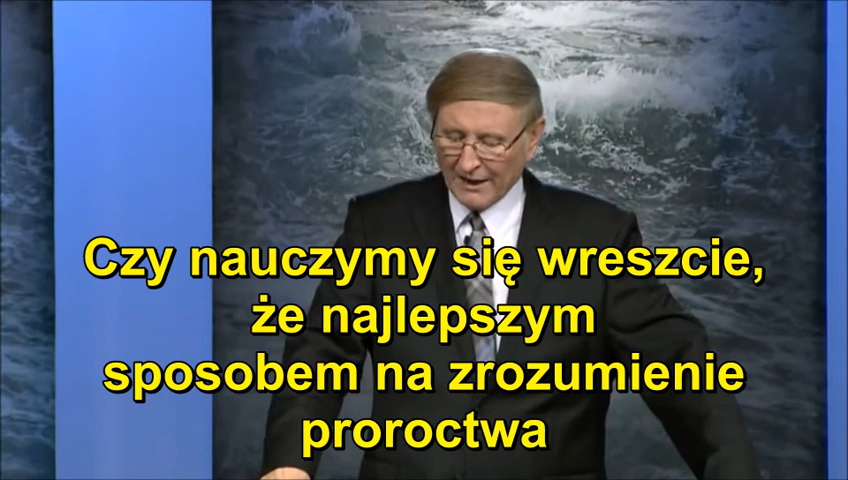 Czy nauczymy się wreszcie,
że najlepszym
sposobem na zrozumienie
proroctwa